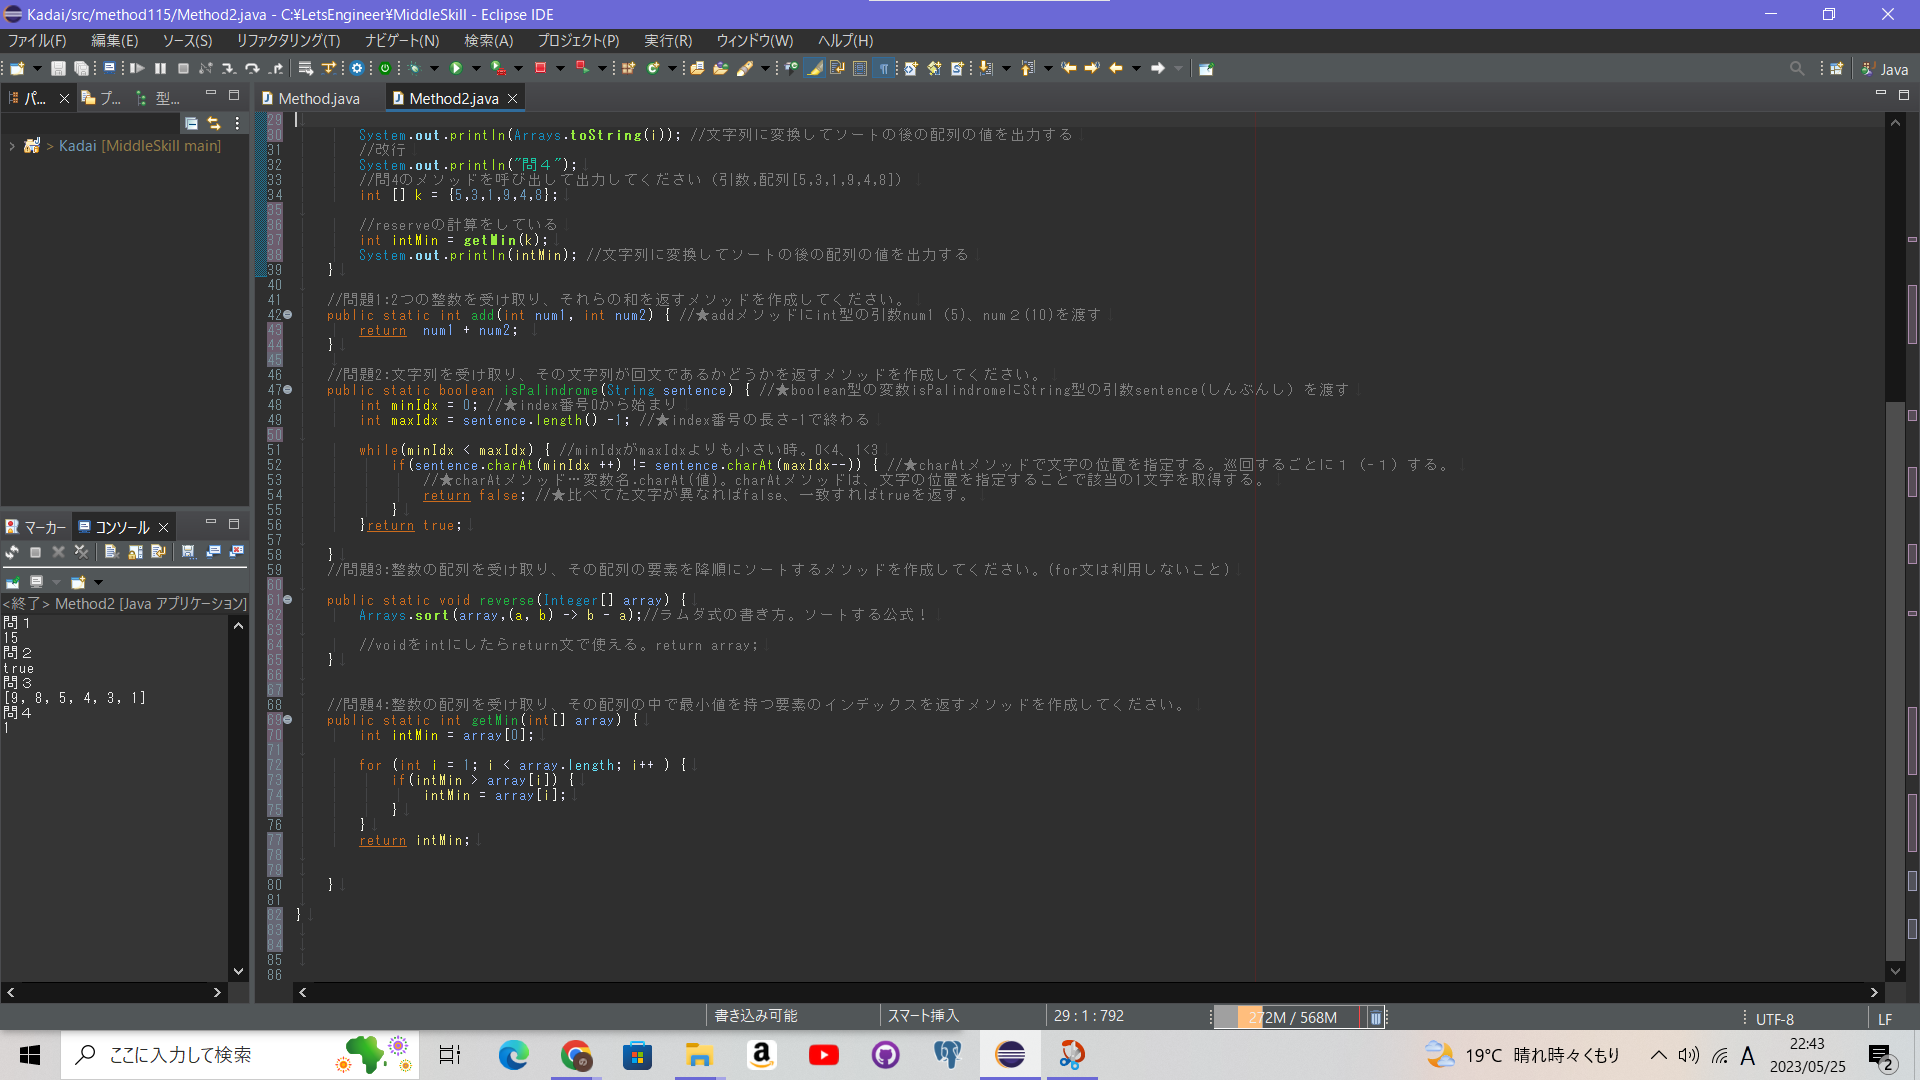 Kadai/src/method115/Method2.java - C:¥LetsEngineer¥MiddleSkill - Eclipse IDE
ファイル(F) 編集(E) ソース(S) リファクタリング(T) ナビゲート(N) 検索(A) プロジェクト(P) 実行(R) ウィンドウ(W) ヘルプ(H)
Java
パ... プ... 型...
Method.java Method2.java
> Kadai [MiddleSkill main]
29
30 System.out.println(Arrays.toString(i)); //文字列に変換してソートの後の配列の値を出力する
31 //改行
32 System.out.println("問４");
33 //問4のメソッドを呼び出して出力してください（引数,配列[5,3,1,9,4,8]）
34 int [] k = {5,3,1,9,4,8};
35
36 //reserveの計算をしている
37 int intMin = getMin(k);
38 System.out.println(intMin); //文字列に変換してソートの後の配列の値を出力する
39 }
40
41 //問題1:2つの整数を受け取り、それらの和を返すメソッドを作成してください。
42 public static int add(int num1, int num2) { //★addメソッドにint型の引数num1（5)、num２(10)を渡す
43 return num1 + num2;
44 }
45
46 //問題2:文字列を受け取り、その文字列が回文であるかどうかを返すメソッドを作成してください。
47 public static boolean isPalindrome(String sentence) { //★boolean型の変数isPalindromeにString型の引数sentence(しんぶんし）を渡す
48 int minIdx = 0; //★index番号0から始まり
49 int maxIdx = sentence.length() -1; //★index番号の長さ-1で終わる
50
51 while(minIdx < maxIdx) { //minIdxがmaxIdxよりも小さい時。0<4、1<3
52 if(sentence.charAt(minIdx ++) != sentence.charAt(maxIdx--)) { //★charAtメソッドで文字の位置を指定する。巡回するごとに１（-１）する。
53 //★charAtメソッド…変数名.charAt(値)。charAtメソッドは、文字の位置を指定することで該当の1文字を取得する。
54 return false; //★比べてた文字が異なればfalse、一致すればtrueを返す。
55 }
56 }return true;
57
58 }
59 //問題3:整数の配列を受け取り、その配列の要素を降順にソートするメソッドを作成してください。(for文は利用しないこと）
60
61 public static void reverse(Integer[] array) {
62 Arrays.sort(array,(a, b) -> b - a);//ラムダ式の書き方。ソートする公式！
63
64 //voidをintにしたらreturn文で使える。return array;
65 }
66
67
68 //問題4:整数の配列を受け取り、その配列の中で最小値を持つ要素のインデックスを返すメソッドを作成してください。
69 public static int getMin(int[] array) {
70 int intMin = array[0];
71
72 for (int i = 1; i < array.length; i++ ) {
73 if(intMin > array[i]) {
74 intMin = array[i];
75 }
76 }
77 return intMin;
78
79
80 }
81
82 }
83
84
85
86
マーカー コンソール
<終了> Method2 [Java アプリケーション]
問１
15
問２
true
問３
[9, 8, 5, 4, 3, 1]
問４
1
書き込み可能 スマート挿入 29 : 1 : 792 272M / 568M UTF-8 LF
ここに入力して検索
19°C 晴れ時々くもり A 22:43
2023/05/25
2